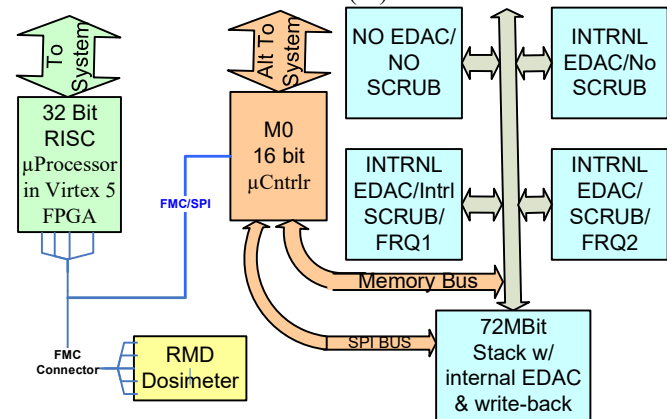 To
System
Alt To
System
NO EDAC/
NO
SCRUB
INTRNL
EDAC/No
SCRUB
32 Bit
RISC
µProcessor
in Virtex 5
FPGA
M0
16 bit
µCntrlr
FMC/SPI
INTRNL
EDAC/Intrl
SCRUB/
FRQ1
INTRNL
EDAC/
SCRUB/
FRQ2
Memory Bus
SPI BUS
FMC
Connector
RMD
Dosimeter
72MBit
Stack w/
internal EDAC
& write-back